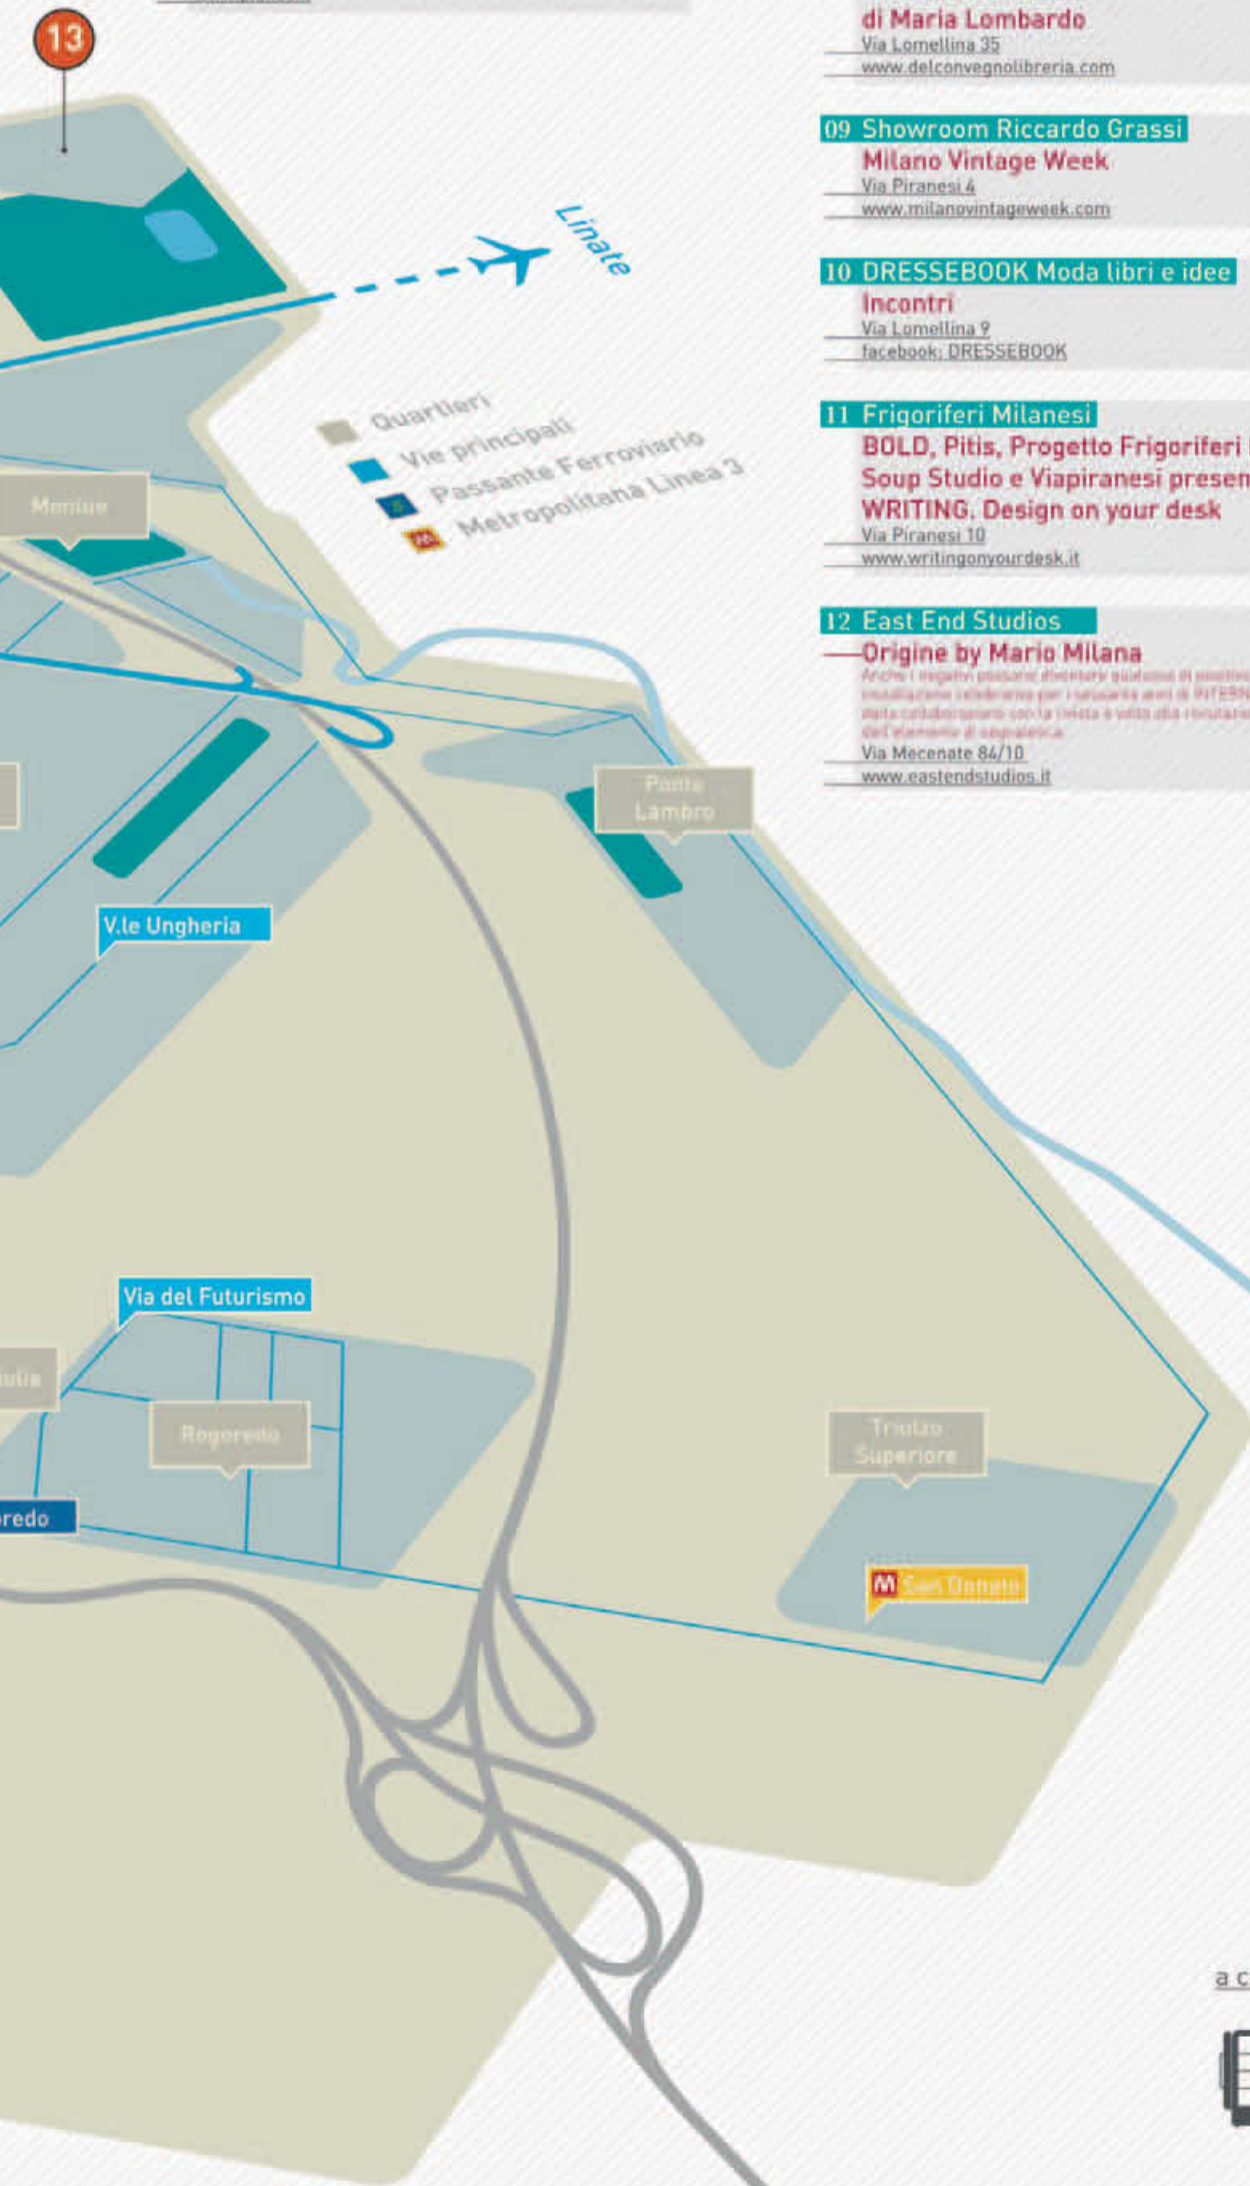 13
Linate
Quartieri
Vie principali
Passante Ferroviario
Metropolitana Linea 3
Ponte
Lambro
V.le Ungheria
Via del Futurismo
Rogoredo
redo
Triulzo
Superiore
M San Donato
di Maria Lombardo
Via Lomellina 35
www.delconvegnolibreria.com
09 Showroom Riccardo Grassi
Milano Vintage Week
Via Piranesi 4
www.milanovintageweek.com
10 DRESSEBOOK Moda libri e idee
Incontri
Via Lomellina 9
facebook: DRESSEBOOK
11 Frigoriferi Milanesi
BOLD, Pitis, Progetto Frigoriferi
Soup Studio e Viapiranesi presen
WRITING. Design on your desk
Via Piranesi 10
www.writingonyourdesk.it
12 East End Studios
Origine by Mario Milana
Via Mecenate 84/10
www.eastendstudios.it
a c